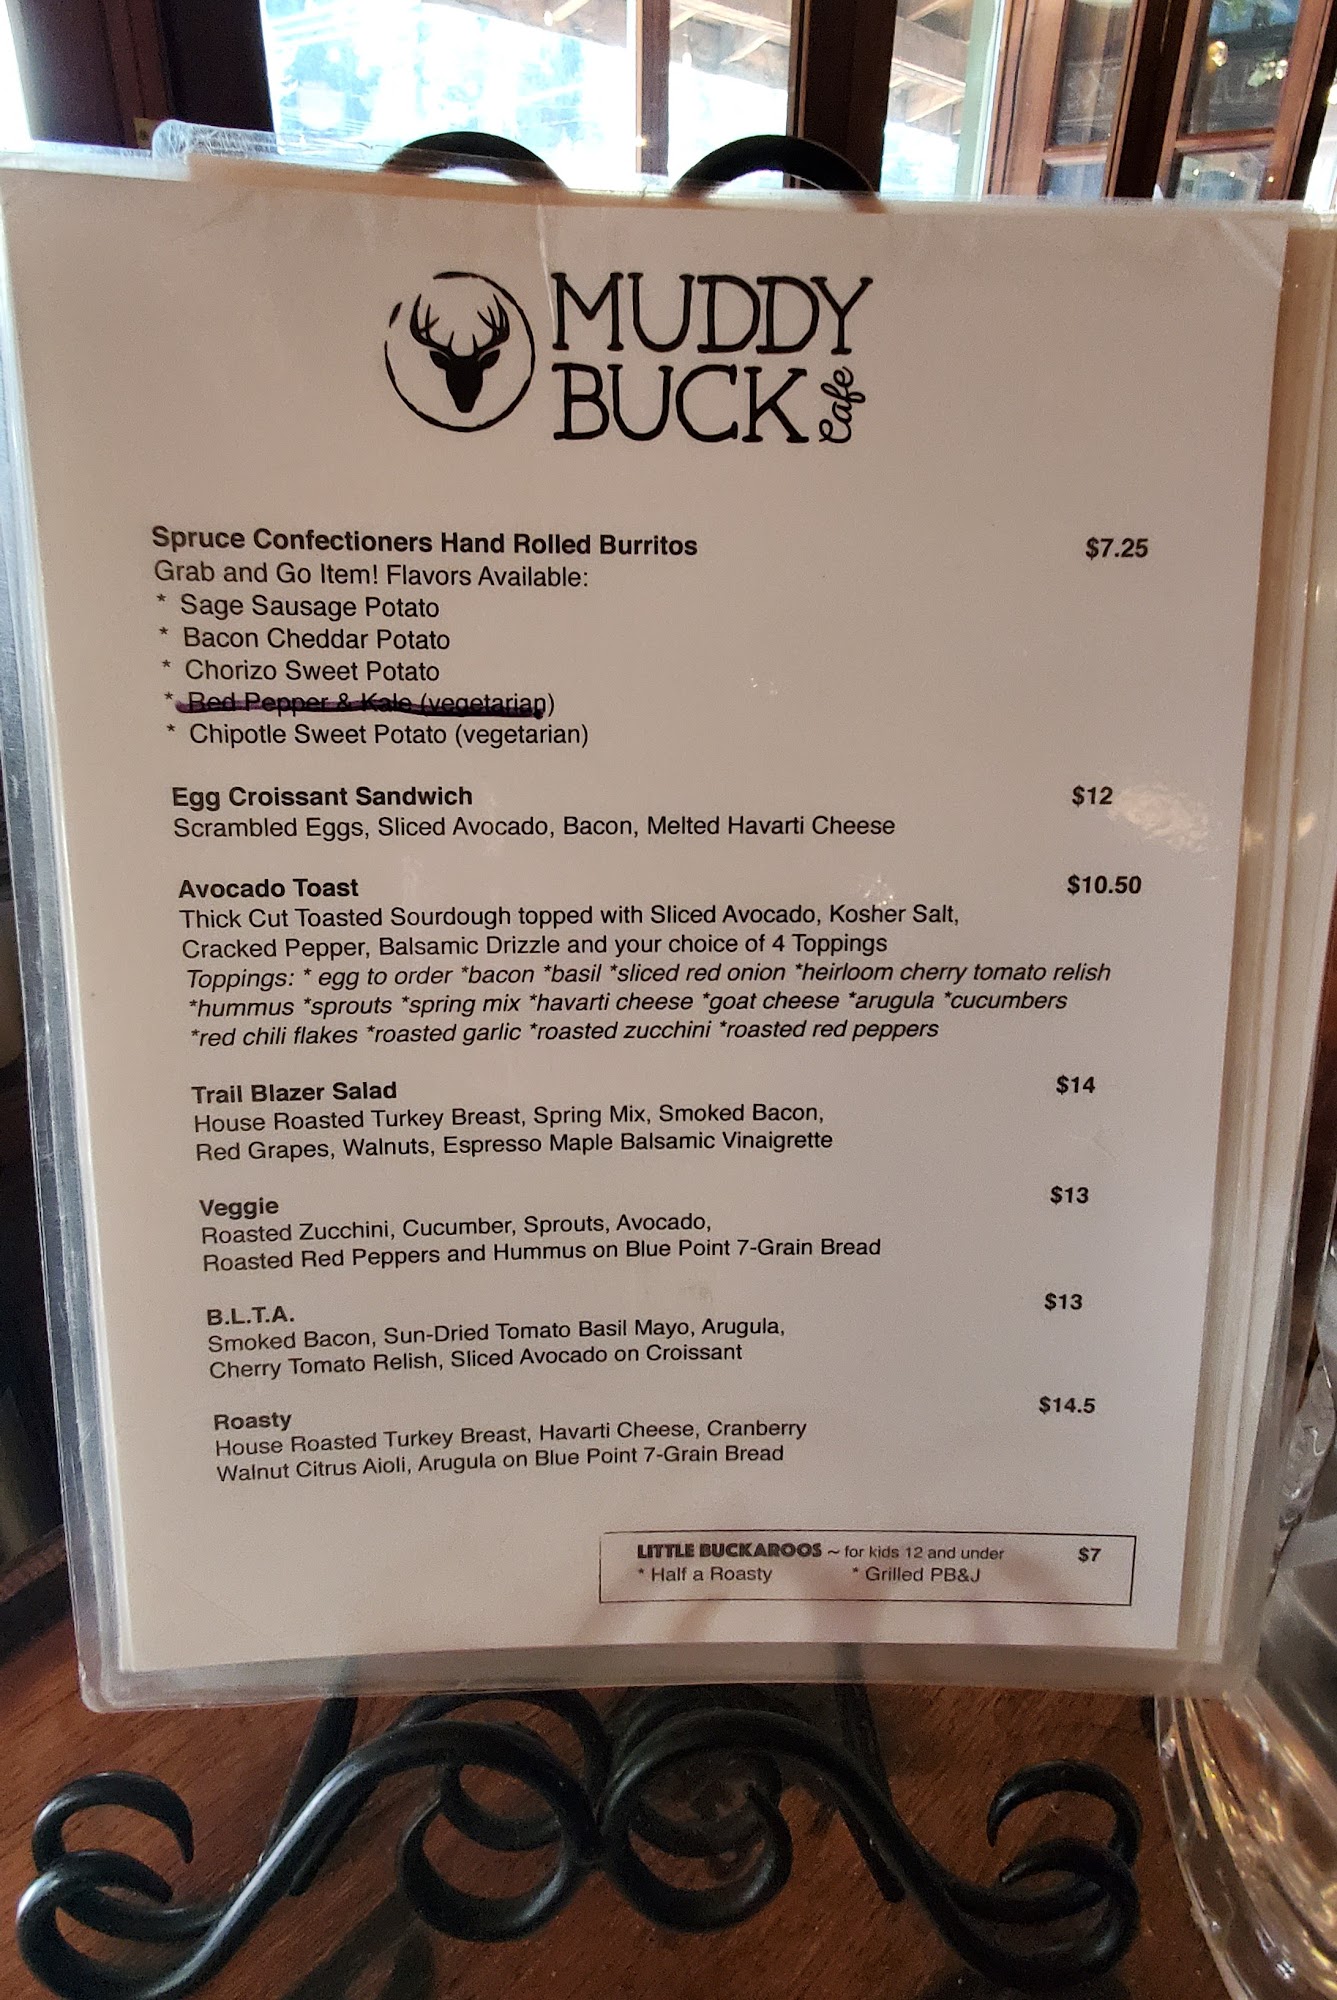 MUDDY
BUCK Cafe
Spruce Confectioners Hand Rolled Burritos $7.25
Grab and Go Item! Flavors Available:
* Sage Sausage Potato
* Bacon Cheddar Potato
* Chorizo Sweet Potato
* Red Pepper & Kale (vegetarian)
* Chipotle Sweet Potato (vegetarian)
Egg Croissant Sandwich $12
Scrambled Eggs, Sliced Avocado, Bacon, Melted Havarti Cheese
Avocado Toast $10.50
Thick Cut Toasted Sourdough topped with Sliced Avocado, Kosher Salt,
Cracked Pepper, Balsamic Drizzle and your choice of 4 Toppings
Toppings: * egg to order *bacon *basil *sliced red onion *heirloom cherry tomato relish
*hummus *sprouts *spring mix *havarti cheese *goat cheese *arugula *cucumbers
*red chili flakes *roasted garlic *roasted zucchini *roasted red peppers
Trail Blazer Salad $14
House Roasted Turkey Breast, Spring Mix, Smoked Bacon,
Red Grapes, Walnuts, Espresso Maple Balsamic Vinaigrette
Veggie $13
Roasted Zucchini, Cucumber, Sprouts, Avocado,
Roasted Red Peppers and Hummus on Blue Point 7-Grain Bread
B.L.T.A. $13
Smoked Bacon, Sun-Dried Tomato Basil Mayo, Arugula,
Cherry Tomato Relish, Sliced Avocado on Croissant
Roasty $14.5
House Roasted Turkey Breast, Havarti Cheese, Cranberry
Walnut Citrus Aioli, Arugula on Blue Point 7-Grain Bread
LITTLE BUCKAROOS ~ for kids 12 and under $7
* Half a Roasty * Grilled PB&J